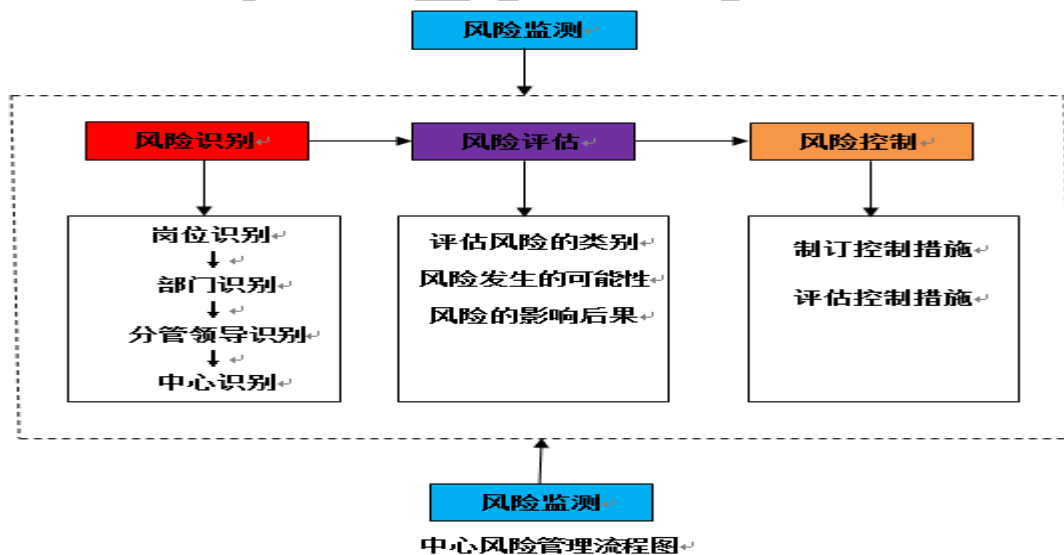 风险监测
风险识别
风险评估
风险控制
岗位识别
部门识别
分管领导识别
中心识别
评估风险的类别
风险发生的可能性
风险的影响后果
制订控制措施
评估控制措施
风险监测
中心风险管理流程图